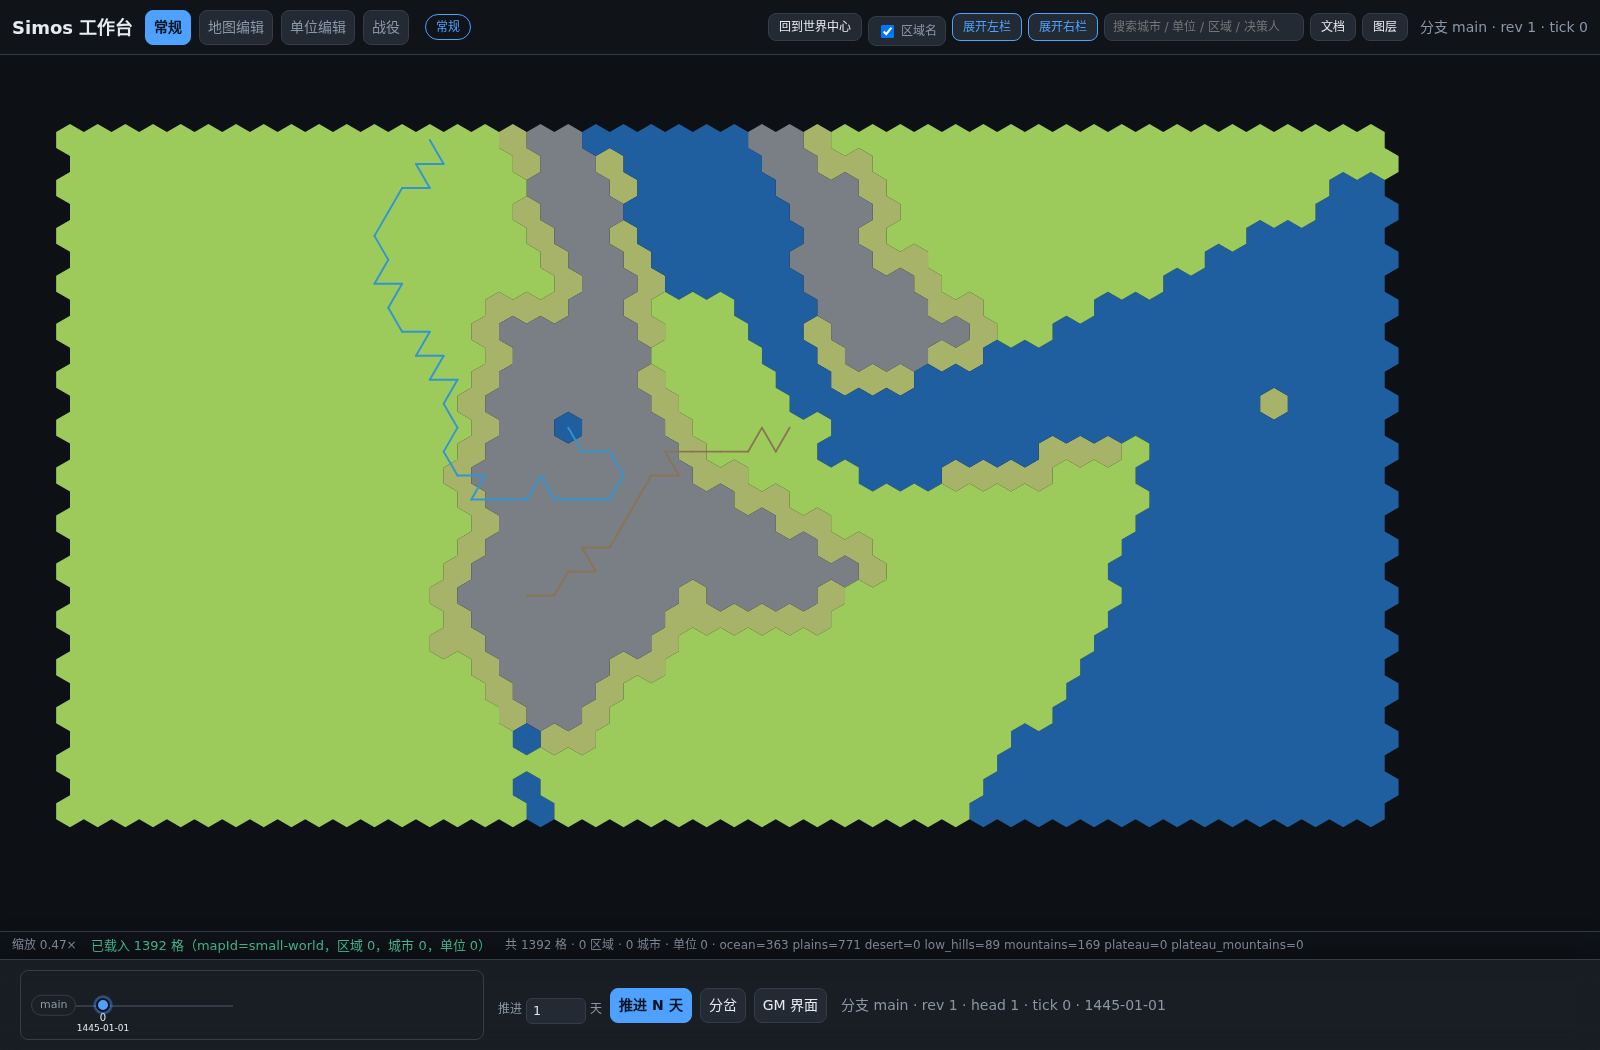 Simos 工作台 常规 地图编辑 单位编辑 战役 常规 回到世界中心 区域名 展开左栏 展开右栏 搜索城市 / 单位 / 区域 / 决策人 文档 图层 分支 main · rev 1 · tick 0
缩放 0.47× 已载入 1392 格（mapId=small-world，区域 0，城市 0，单位 0） 共 1392 格 · 0 区域 · 0 城市 · 单位 0 · ocean=363 plains=771 desert=0 low_hills=89 mountains=169 plateau=0 plateau_mountains=0
main
0
1445-01-01
推进 1 天 推进 N 天 分岔 GM 界面 分支 main · rev 1 · head 1 · tick 0 · 1445-01-01